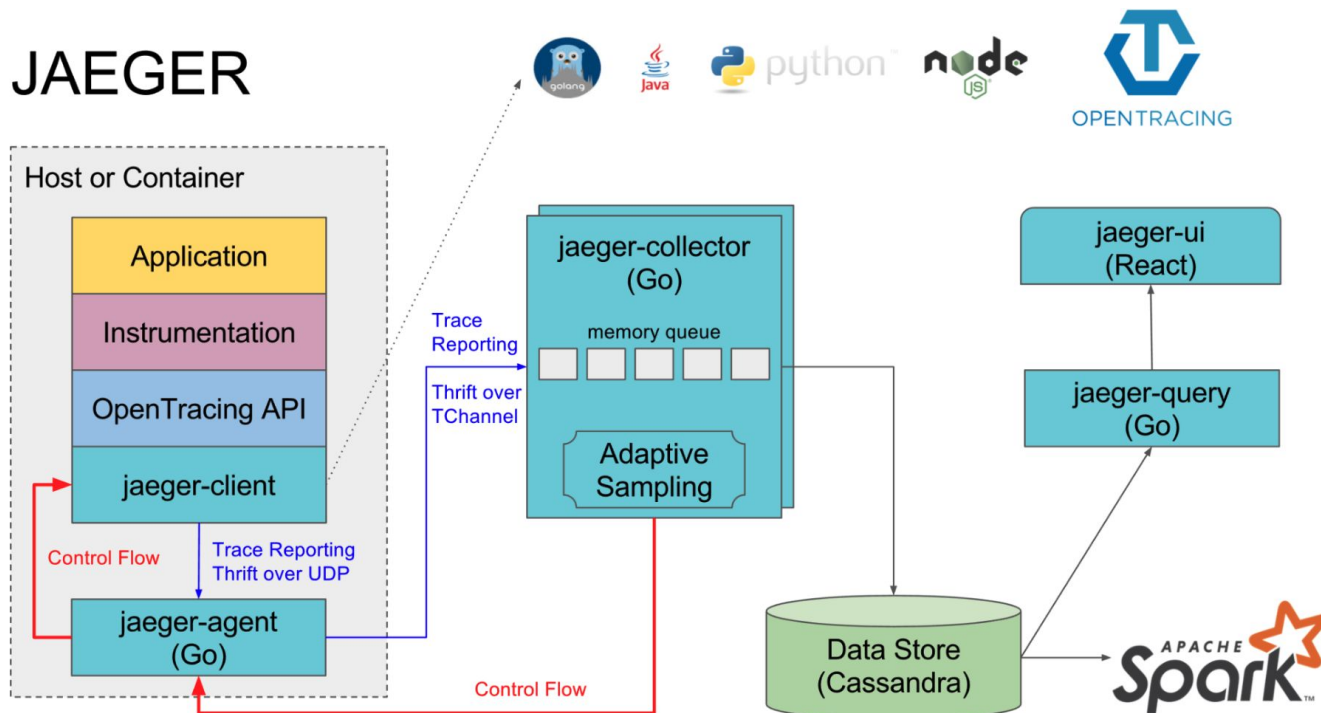 JAEGER
golang
Java
python™
node
JS
OPENTRACING
Host or Container
Application
Instrumentation
OpenTracing API
jaeger-client
Control Flow
Trace Reporting
Thrift over UDP
jaeger-agent
(Go)
Trace
Reporting
Thrift over
TChannel
jaeger-collector
(Go)
memory queue
Adaptive
Sampling
Control Flow
Data Store
(Cassandra)
jaeger-ui
(React)
jaeger-query
(Go)
APACHE
Spark™